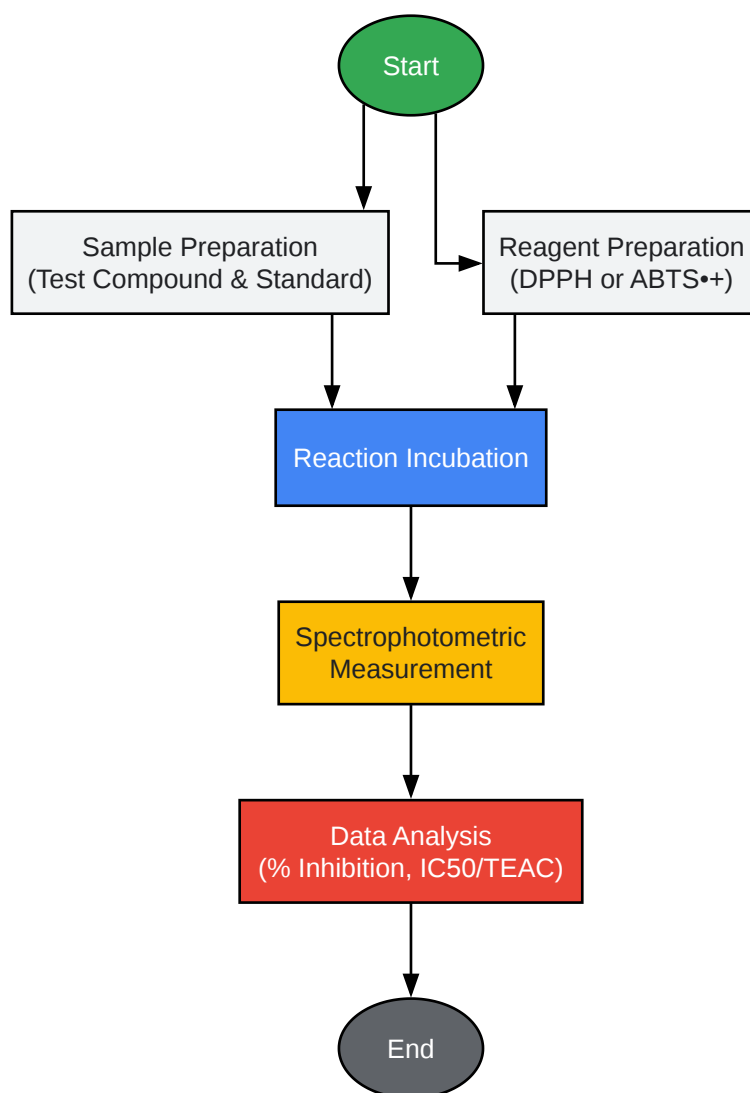 Start
Sample Preparation
(Test Compound & Standard)
Reagent Preparation
(DPPH or ABTS•+)
Reaction Incubation
Spectrophotometric
Measurement
Data Analysis
(% Inhibition, IC50/TEAC)
End